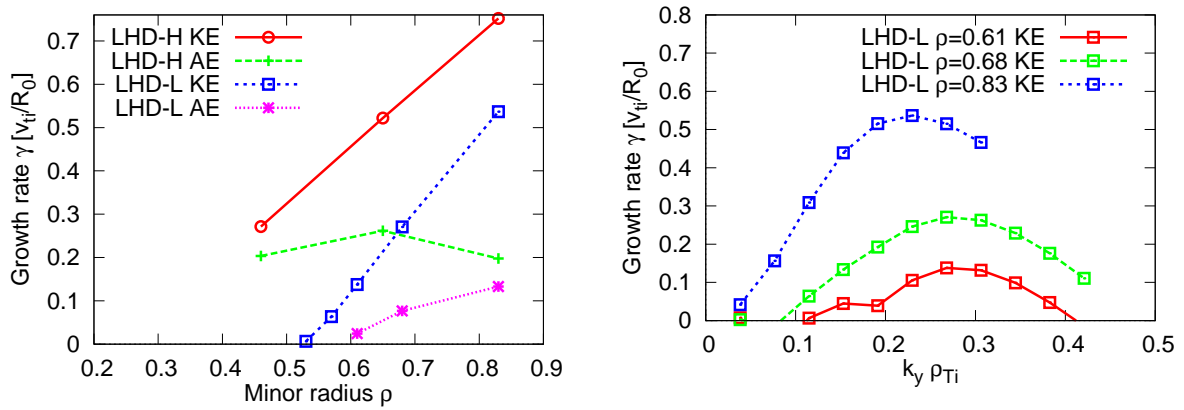 Growth rate γ [v_ti/R_0]
LHD-H KE
LHD-H AE
LHD-L KE
LHD-L AE
0.7
0.6
0.5
0.4
0.3
0.2
0.1
0
0.2 0.3 0.4 0.5 0.6 0.7 0.8 0.9
Minor radius ρ
Growth rate γ [v_ti/R_0]
LHD-L ρ=0.61 KE
LHD-L ρ=0.68 KE
LHD-L ρ=0.83 KE
0.7
0.6
0.5
0.4
0.3
0.2
0.1
0
0 0.1 0.2 0.3 0.4 0.5
k_y ρ_Ti